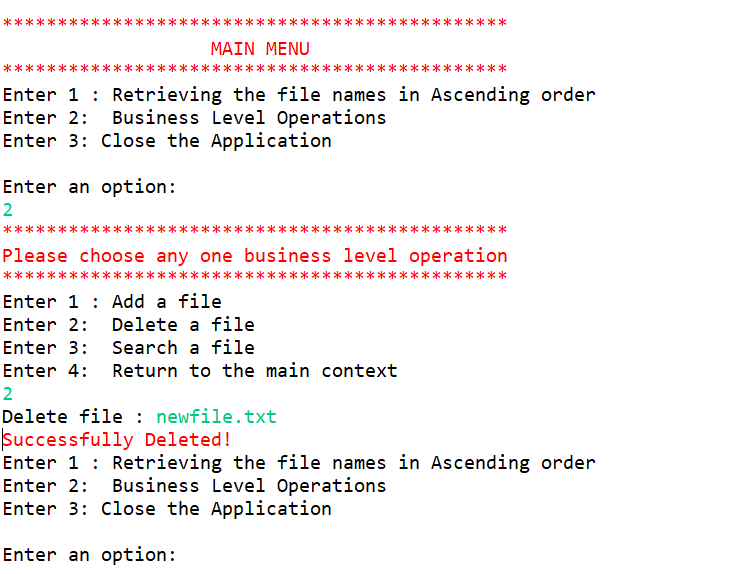 **********************************************
MAIN MENU
**********************************************
Enter 1 : Retrieving the file names in Ascending order
Enter 2:  Business Level Operations
Enter 3: Close the Application
Enter an option:
2
**********************************************
Please choose any one business level operation
**********************************************
Enter 1 : Add a file
Enter 2:  Delete a file
Enter 3:  Search a file
Enter 4:  Return to the main context
2
Delete file : newfile.txt
Successfully Deleted!
Enter 1 : Retrieving the file names in Ascending order
Enter 2:  Business Level Operations
Enter 3: Close the Application
Enter an option: